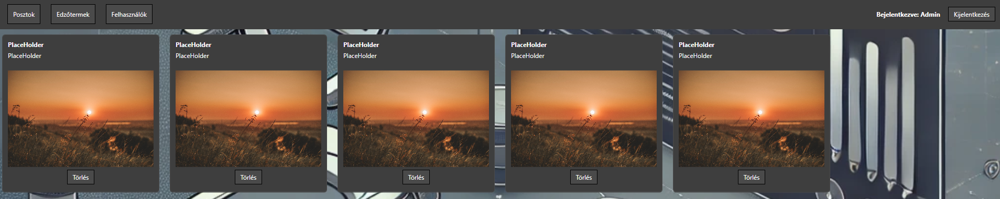 Posztok Edzőtermek Felhasználók Bejelentkezve: Admin Kijelentkezés
PlaceHolder PlaceHolder PlaceHolder PlaceHolder PlaceHolder
PlaceHolder PlaceHolder PlaceHolder PlaceHolder PlaceHolder
Törlés Törlés Törlés Törlés Törlés